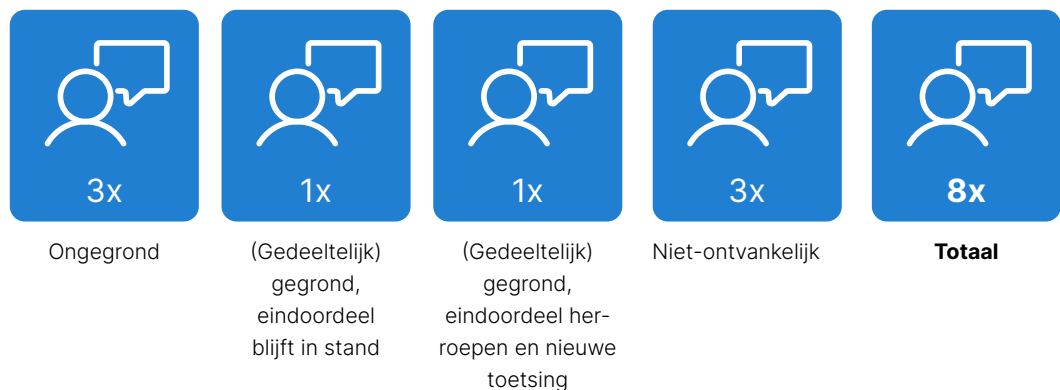 3x
Ongegrond
1x
(Gedeeltelijk)
gegrond,
eindoordeel
blijft in stand
1x
(Gedeeltelijk)
gegrond,
eindoordeel her-
roepen en nieuwe
toetsing
3x
Niet-ontvankelijk
8x
Totaal